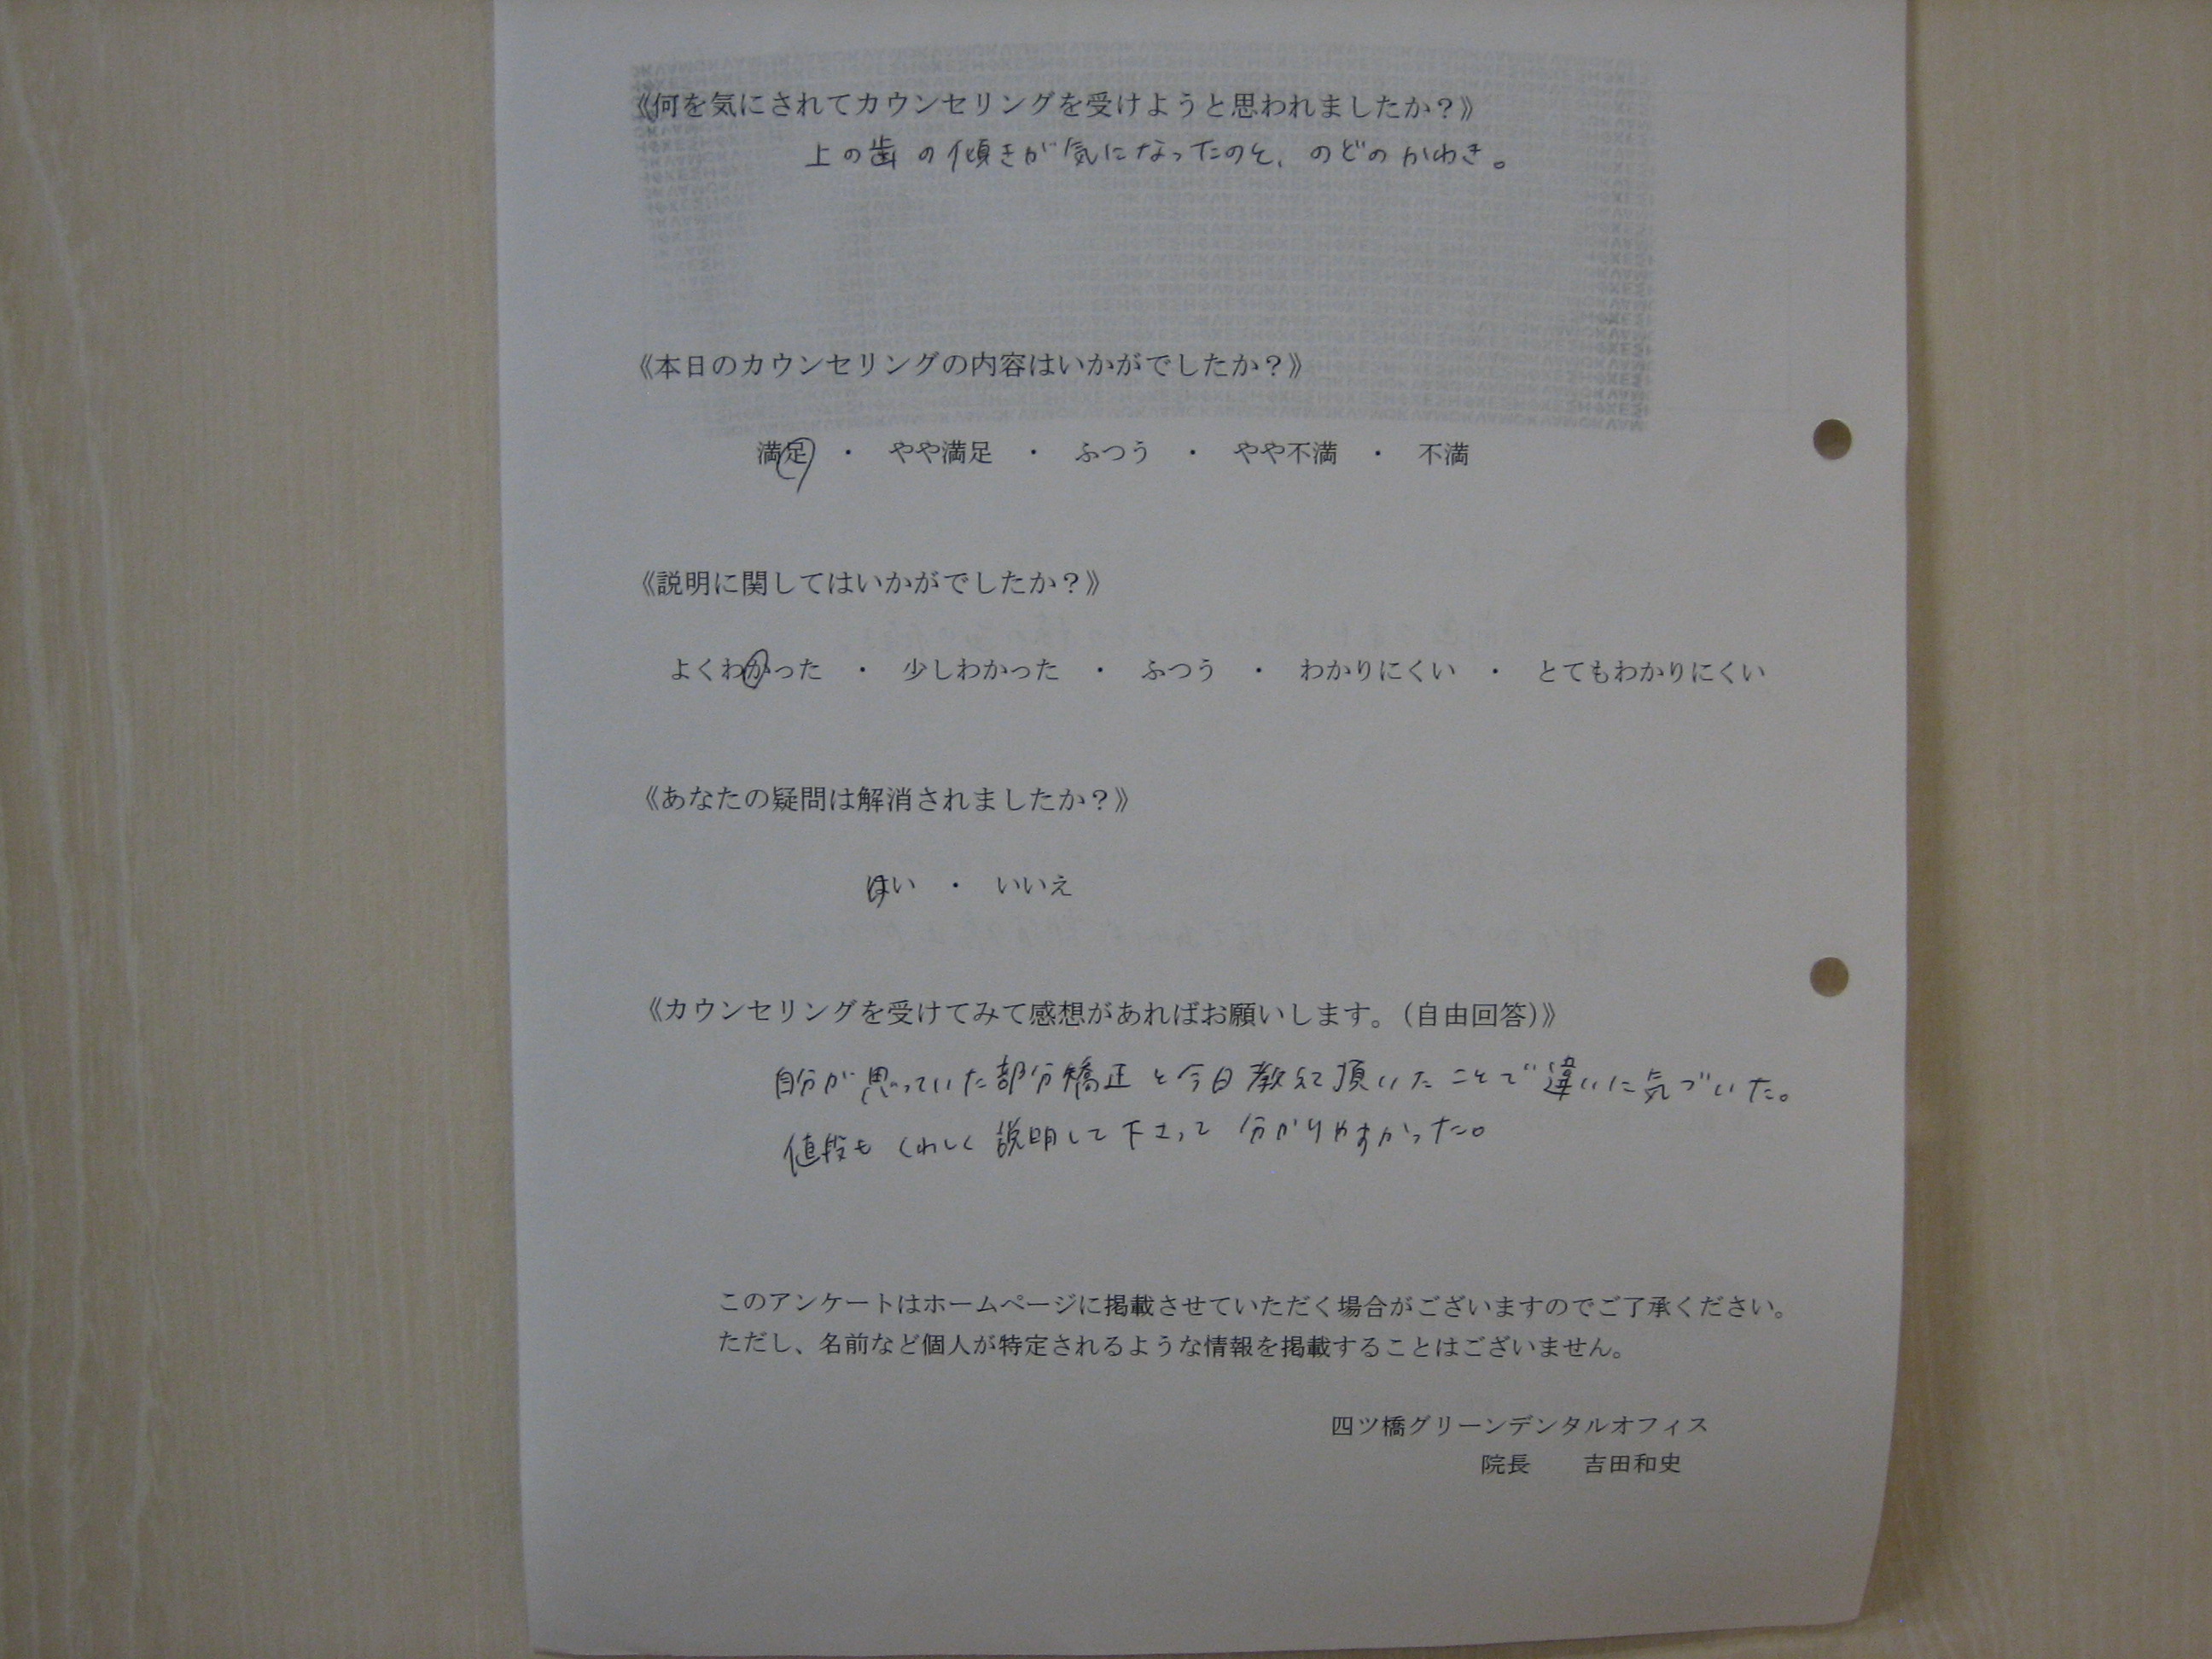 《何を気にされてカウンセリングを受けようと思われましたか？》
上の歯の傾きが気になったのと、のどのかわき。
《本日のカウンセリングの内容はいかがでしたか？》
満足 ・ やや満足 ・ ふつう ・ やや不満 ・ 不満
《説明に関してはいかがでしたか？》
よくわかった ・ 少しわかった ・ ふつう ・ わかりにくい ・ とてもわかりにくい
《あなたの疑問は解消されましたか？》
はい ・ いいえ
《カウンセリングを受けてみて感想があればお願いします。（自由回答）》
自分が思っていた部分矯正と今日教えて頂いたことで違いに気づいた。
値段もくわしく説明して下さって分かりやすかった。
このアンケートはホームページに掲載させていただく場合がございますのでご了承ください。
ただし、名前など個人が特定されるような情報を掲載することはございません。
四ツ橋グリーンデンタルオフィス
院長 吉田和史